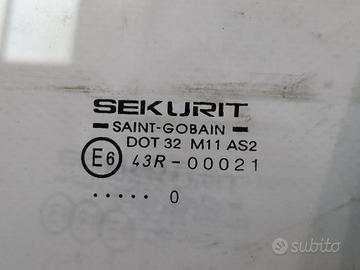 SEKURIT
SAINT-GOBAIN
DOT 32 M11 AS2
E6 43R-00021
..... 0
subito